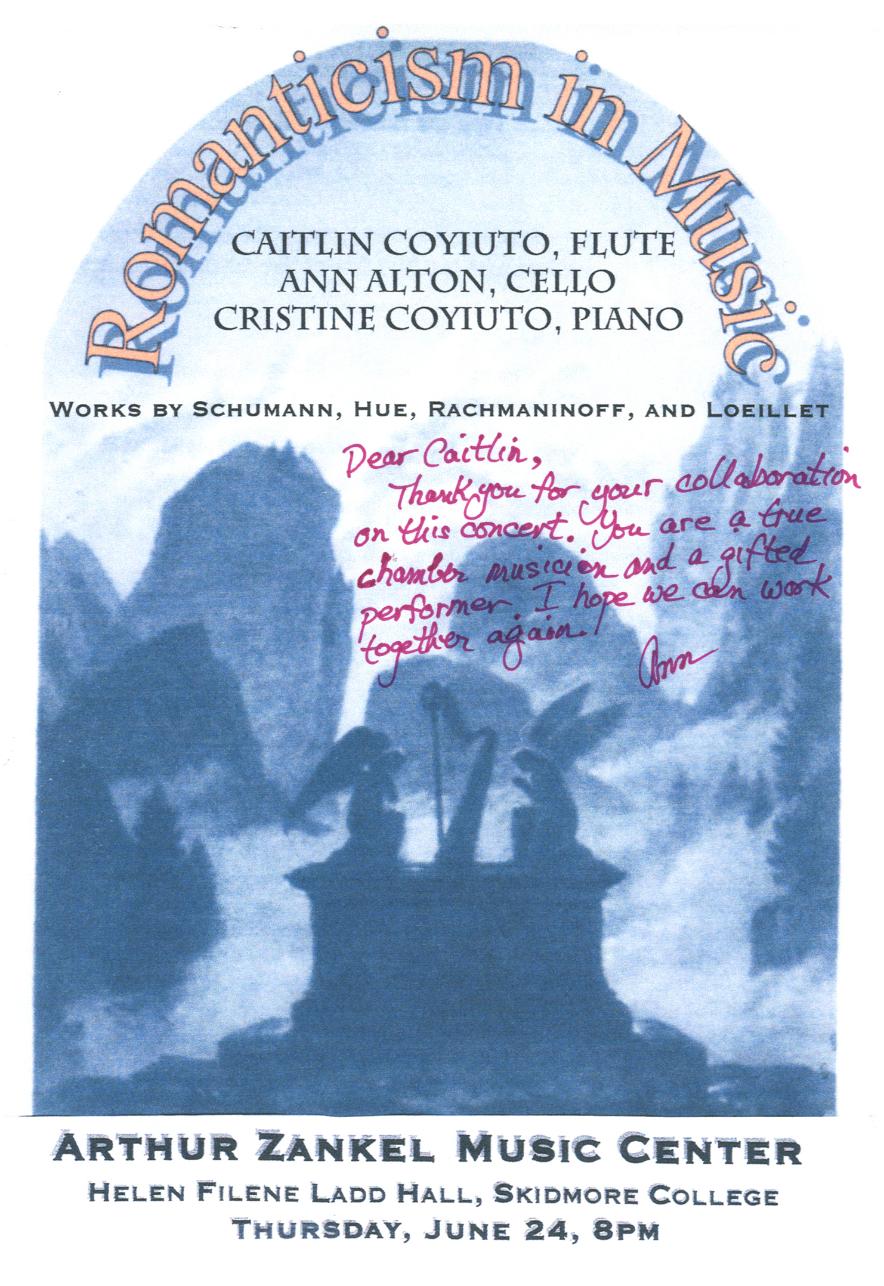 Romanticism in Music
CAITLIN COYIUTO, FLUTE
ANN ALTON, CELLO
CRISTINE COYIUTO, PIANO
WORKS BY SCHUMANN, HUE, RACHMANINOFF, AND LOEILLET
Dear Caitlin,
Thank you for your collaboration
on this concert. You are a true
chamber musician and a gifted
performer. I hope we can work
together again.
Ann
ARTHUR ZANKEL MUSIC CENTER
HELEN FILENE LADD HALL, SKIDMORE COLLEGE
THURSDAY, JUNE 24, 8PM